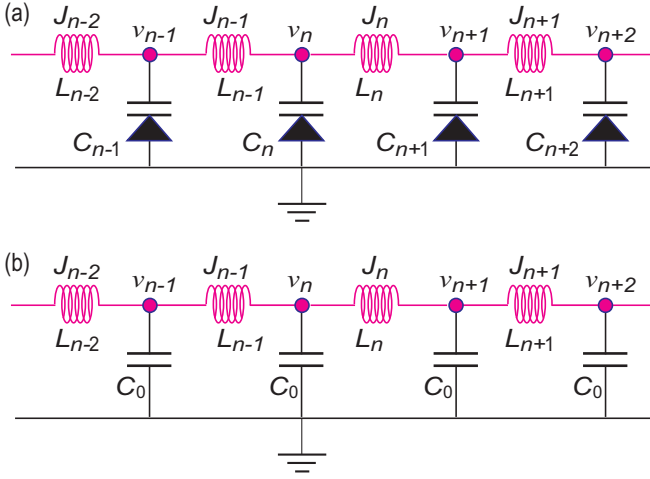 (a)
J_{n-2} v_{n-1} J_{n-1} v_n J_n v_{n+1} J_{n+1} v_{n+2}
L_{n-2} L_{n-1} L_n L_{n+1}
C_{n-1} C_n C_{n+1} C_{n+2}
(b)
J_{n-2} v_{n-1} J_{n-1} v_n J_n v_{n+1} J_{n+1} v_{n+2}
L_{n-2} L_{n-1} L_n L_{n+1}
C_0 C_0 C_0 C_0